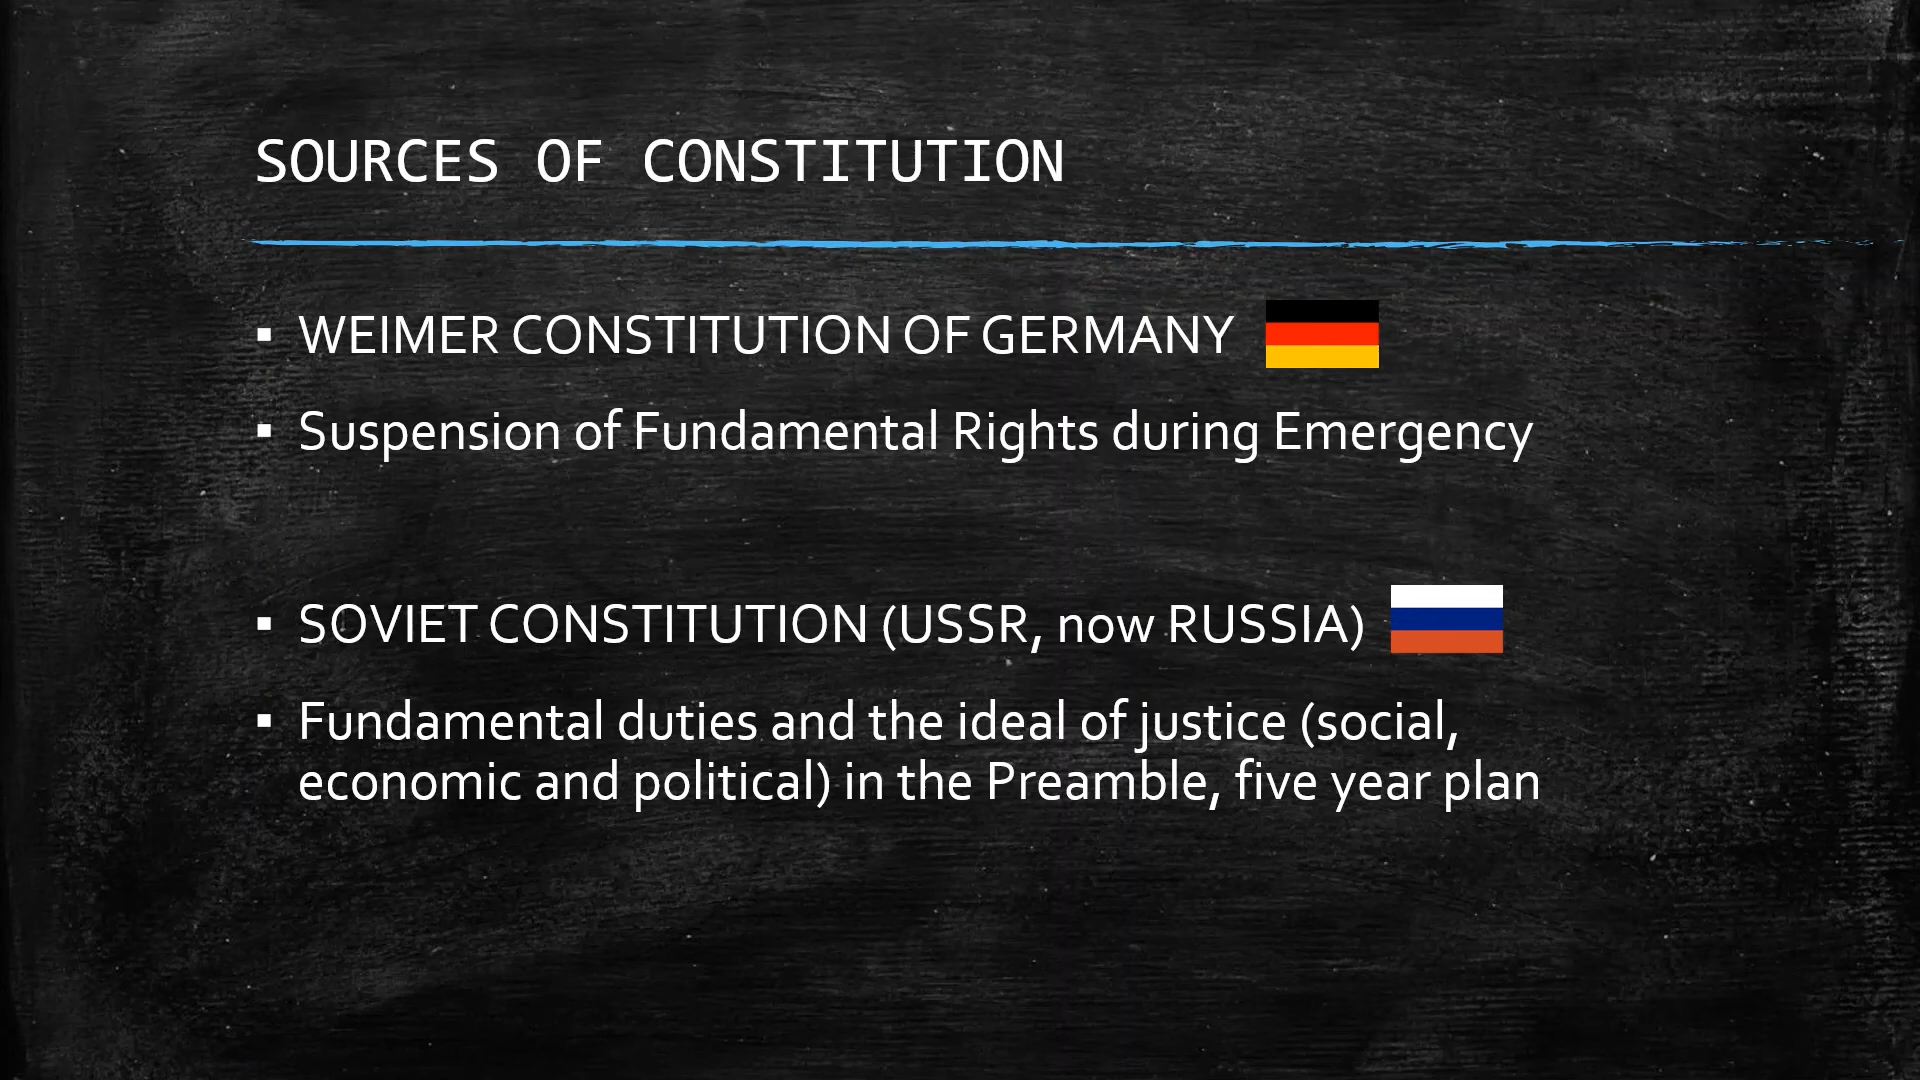 SOURCES OF CONSTITUTION
▪ WEIMER CONSTITUTION OF GERMANY
▪ Suspension of Fundamental Rights during Emergency
▪ SOVIET CONSTITUTION (USSR, now RUSSIA)
▪ Fundamental duties and the ideal of justice (social,
economic and political) in the Preamble, five year plan